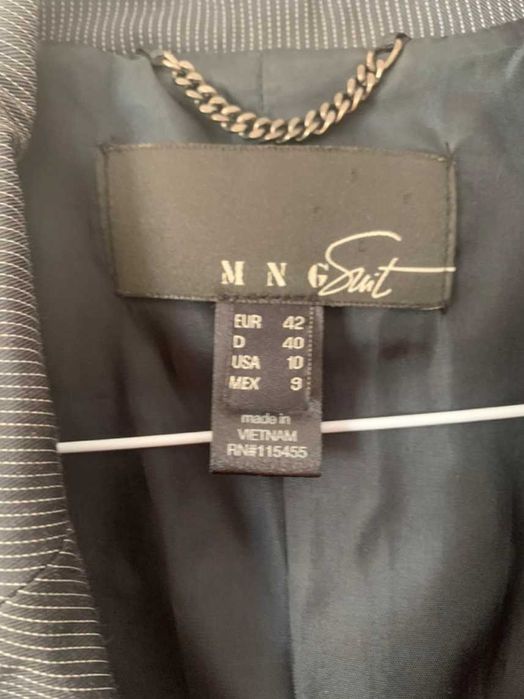 MNG Suit
EUR 42
D 40
USA 10
MEX 9
made in
VIETNAM
RN#115455